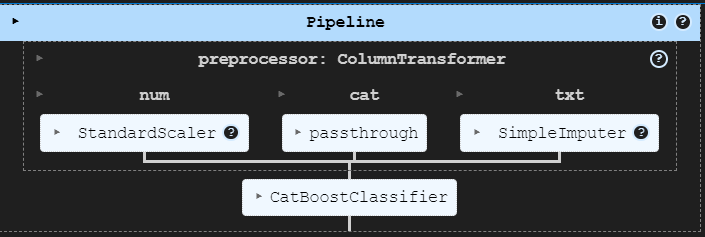 Pipeline i ?
preprocessor: ColumnTransformer ?
num cat txt
StandardScaler ? passthrough SimpleImputer ?
CatBoostClassifier